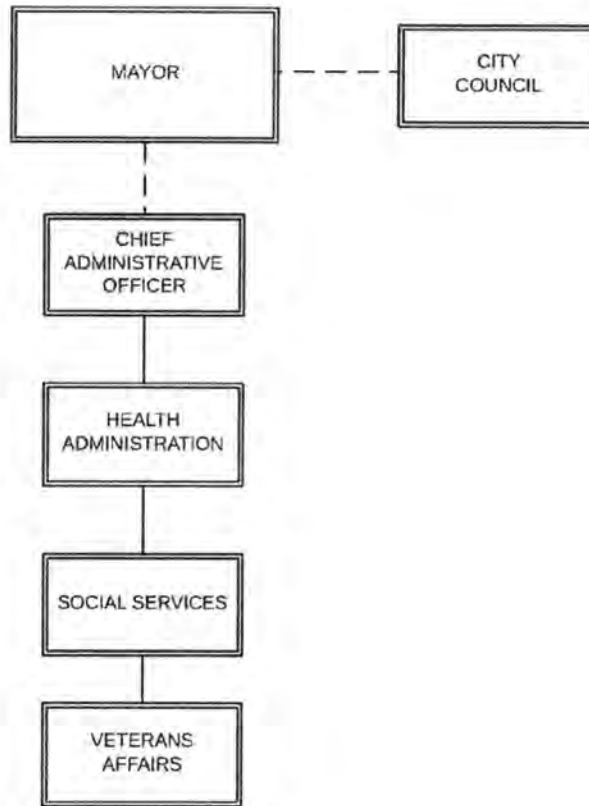 MAYOR
CITY
COUNCIL
CHIEF
ADMINISTRATIVE
OFFICER
HEALTH
ADMINISTRATION
SOCIAL SERVICES
VETERANS
AFFAIRS